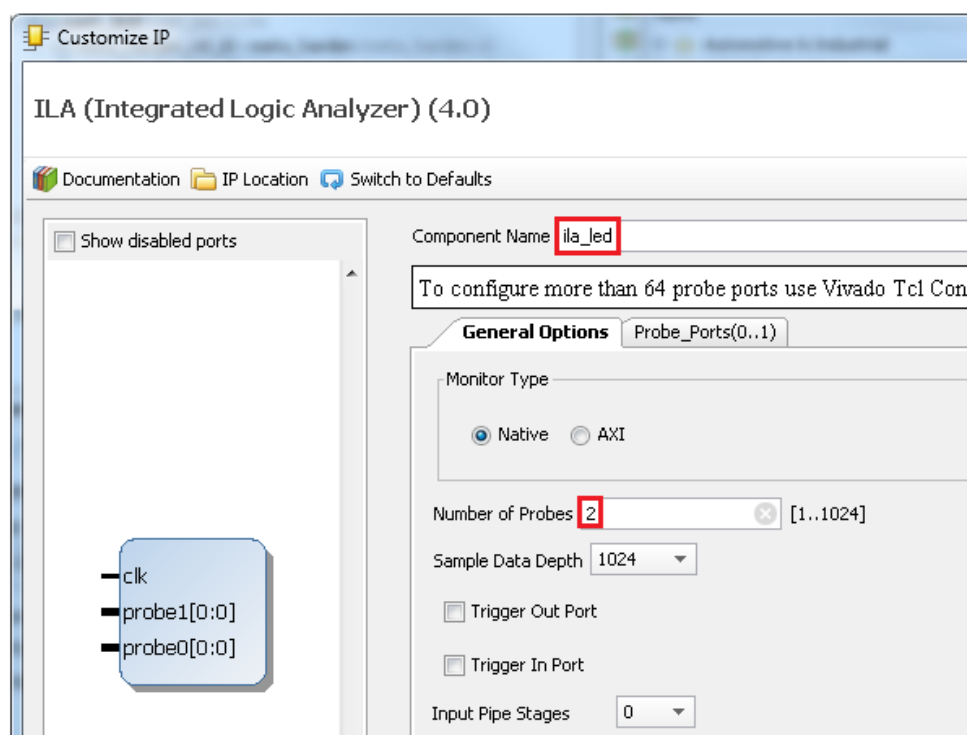 Customize IP
ILA (Integrated Logic Analyzer) (4.0)
Documentation IP Location Switch to Defaults
Show disabled ports
Component Name ila_led
To configure more than 64 probe ports use Vivado Tcl Con
General Options Probe_Ports(0..1)
Monitor Type
Native AXI
Number of Probes 2 [1..1024]
Sample Data Depth 1024
clk
Trigger Out Port
probe1[0:0]
probe0[0:0]
Trigger In Port
Input Pipe Stages 0